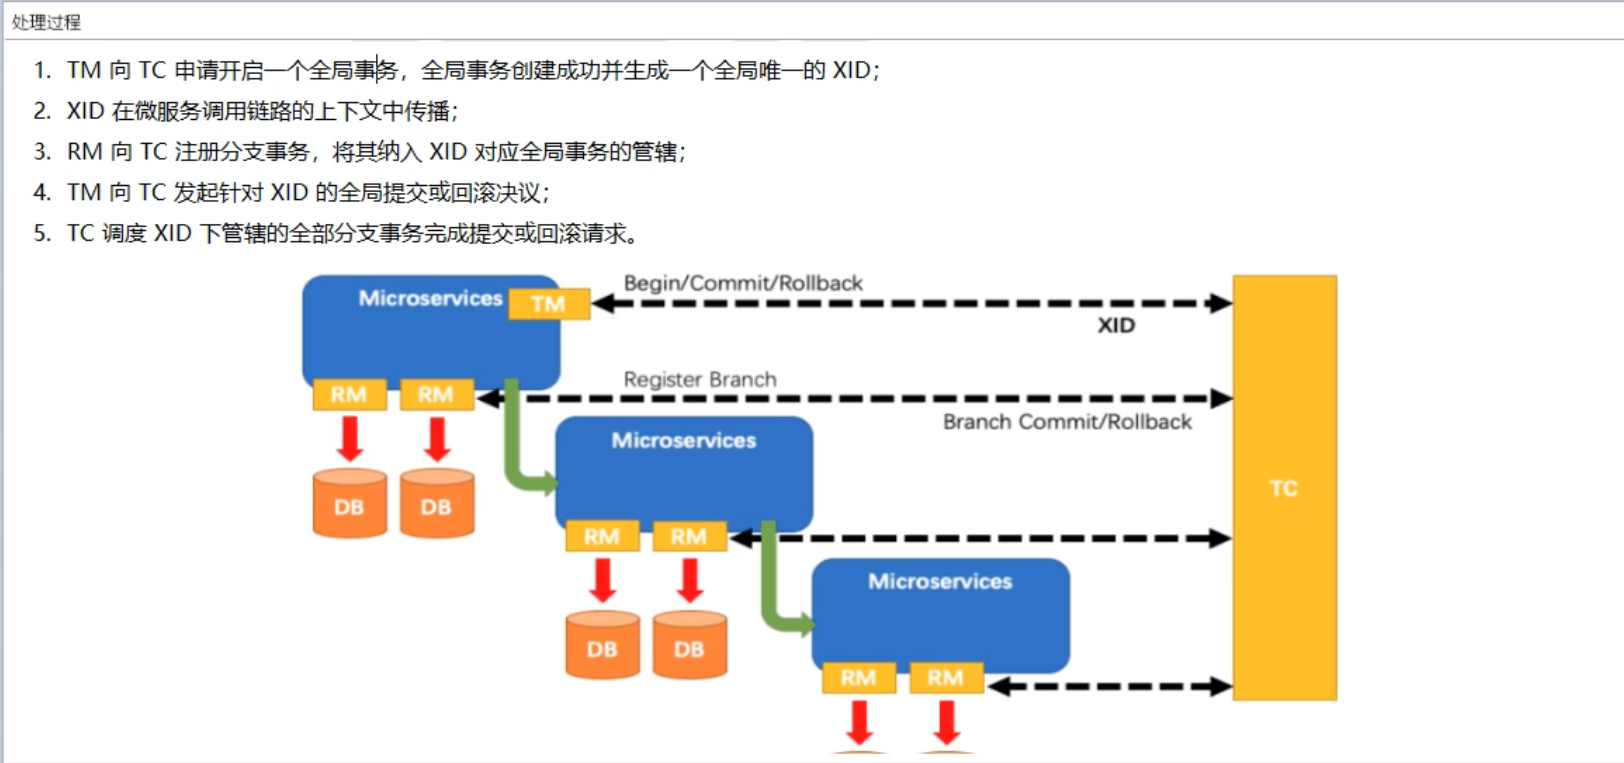 处理过程
1. TM 向 TC 申请开启一个全局事务，全局事务创建成功并生成一个全局唯一的 XID；
2. XID 在微服务调用链路的上下文中传播；
3. RM 向 TC 注册分支事务，将其纳入 XID 对应全局事务的管辖；
4. TM 向 TC 发起针对 XID 的全局提交或回滚决议；
5. TC 调度 XID 下管辖的全部分支事务完成提交或回滚请求。
Begin/Commit/Rollback
Microservices
TM
XID
Register Branch
RM
RM
Branch Commit/Rollback
Microservices
TC
DB
DB
RM
RM
Microservices
DB
DB
RM
RM